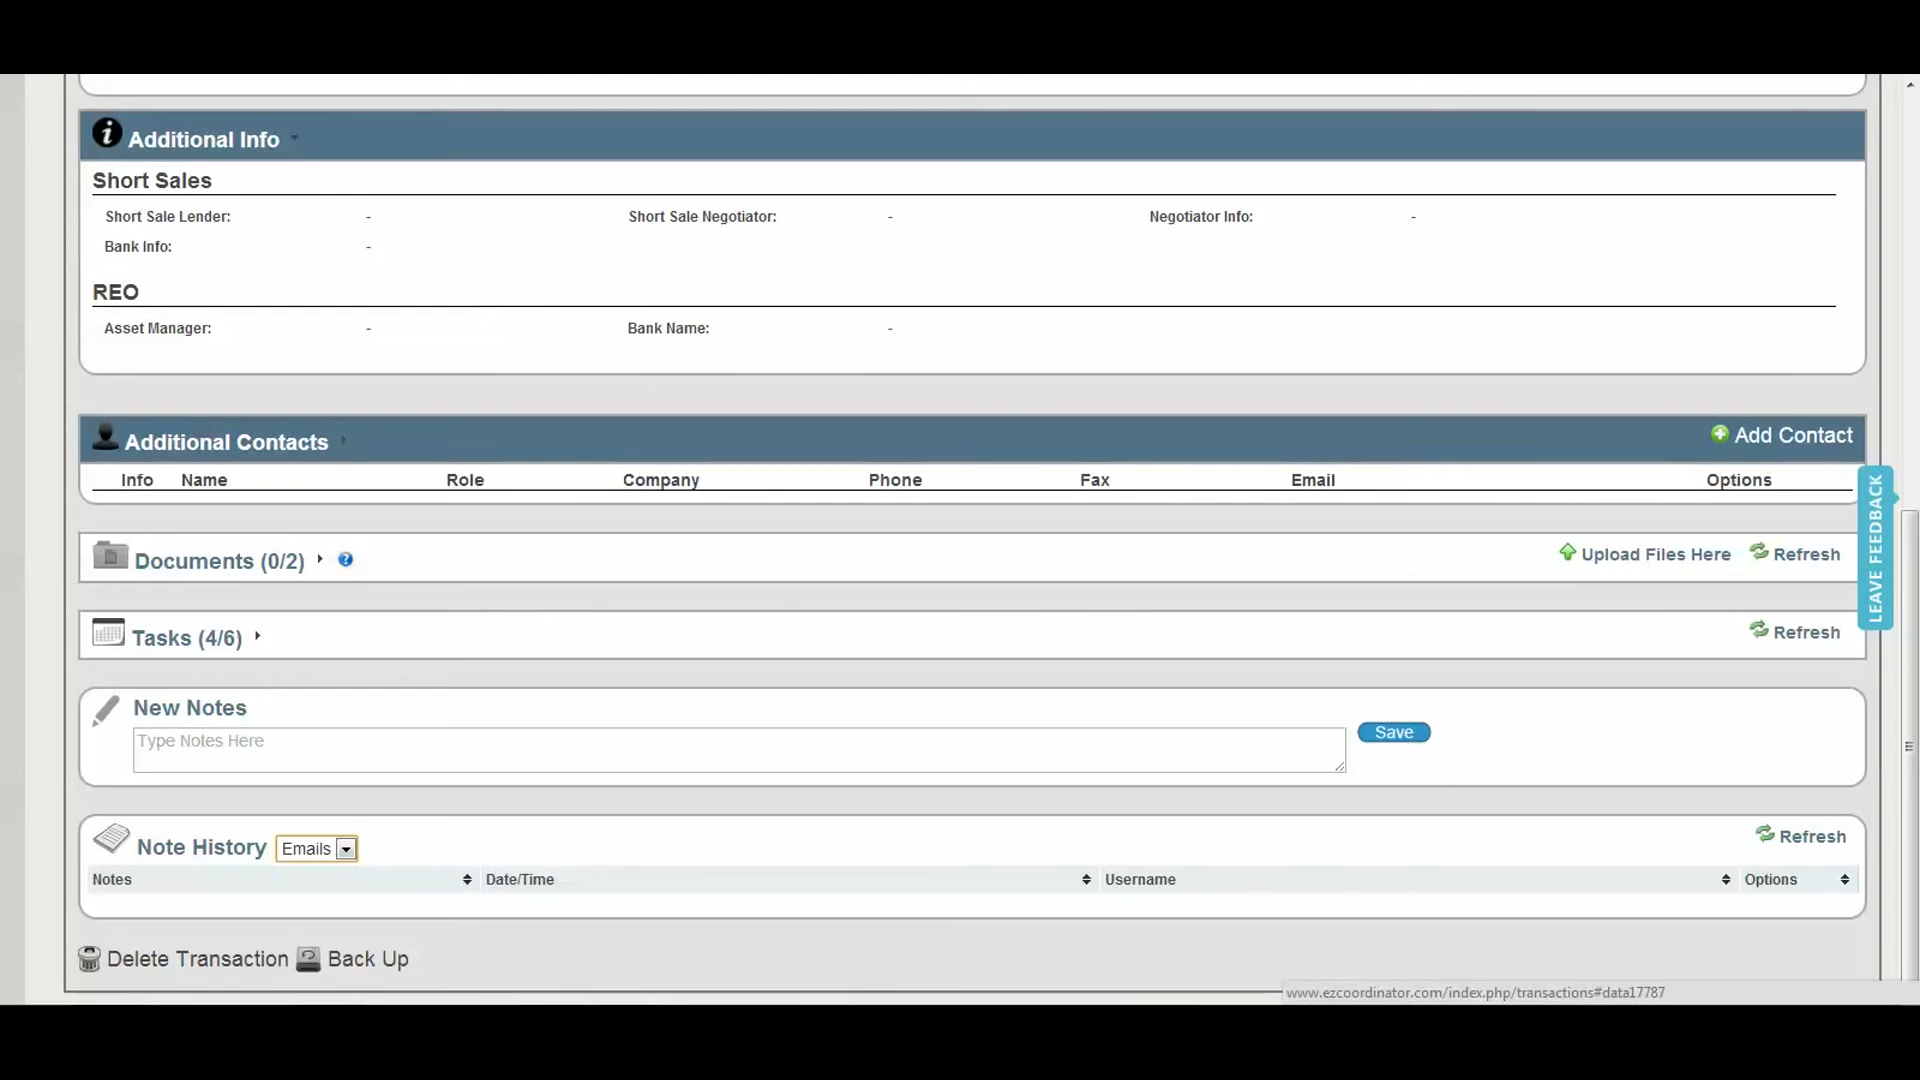 Additional Info
Short Sales
Short Sale Lender: - Short Sale Negotiator: - Negotiator Info: -
Bank Info: -
REO
Asset Manager: - Bank Name: -
Additional Contacts Add Contact
Info Name Role Company Phone Fax Email Options
Documents (0/2) Upload Files Here Refresh
LEAVE FEEDBACK
Tasks (4/6) Refresh
New Notes
Type Notes Here Save
Note History Emails Refresh
Notes Date/Time Username Options
Delete Transaction Back Up
www.ezcoordinator.com/index.php/transactions#data17787